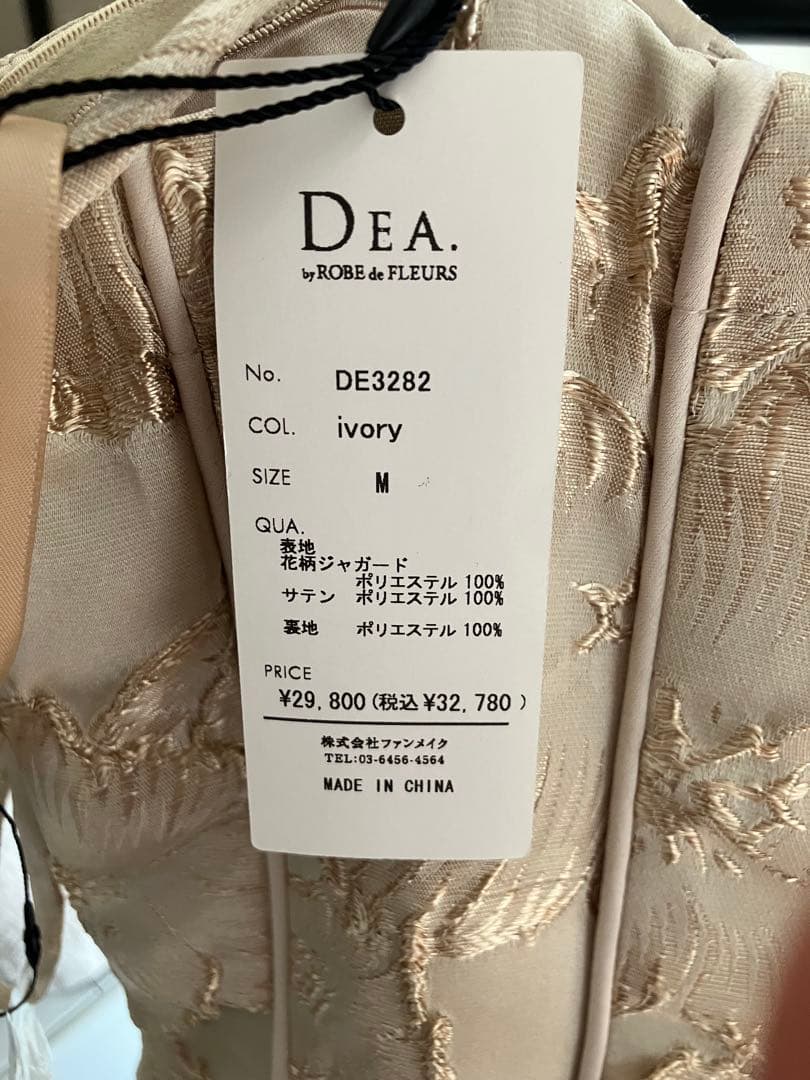 DEA.
by ROBE de FLEURS
No. DE3282
COL. ivory
SIZE M
QUA.
表地
花柄ジャガード
ポリエステル 100%
サテン ポリエステル 100%
裏地 ポリエステル 100%
PRICE
¥29,800(税込¥32,780 )
株式会社ファンメイク
TEL:03-6456-4564
MADE IN CHINA